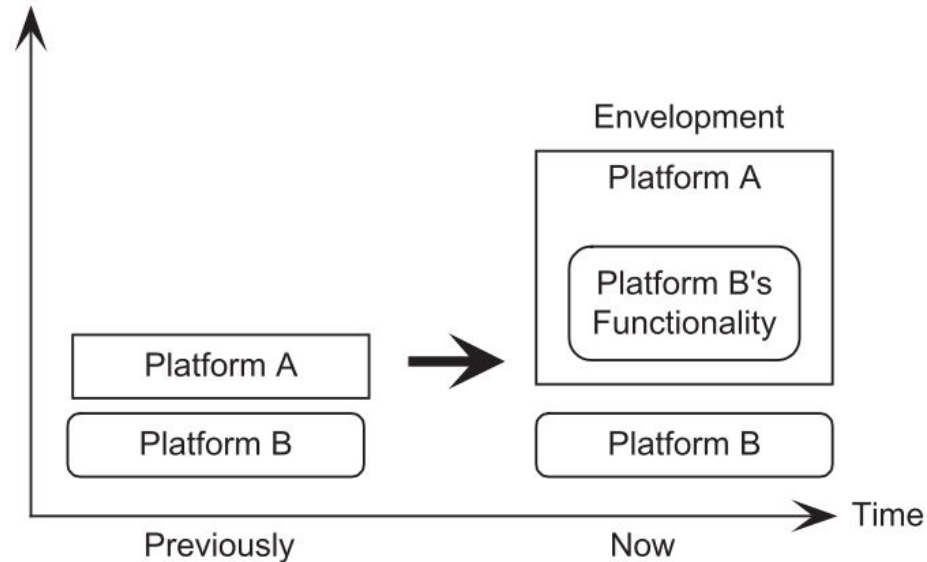 Envelopment
Platform A
Platform B's
Functionality
Platform A
Platform B
Platform B
Time
Previously
Now